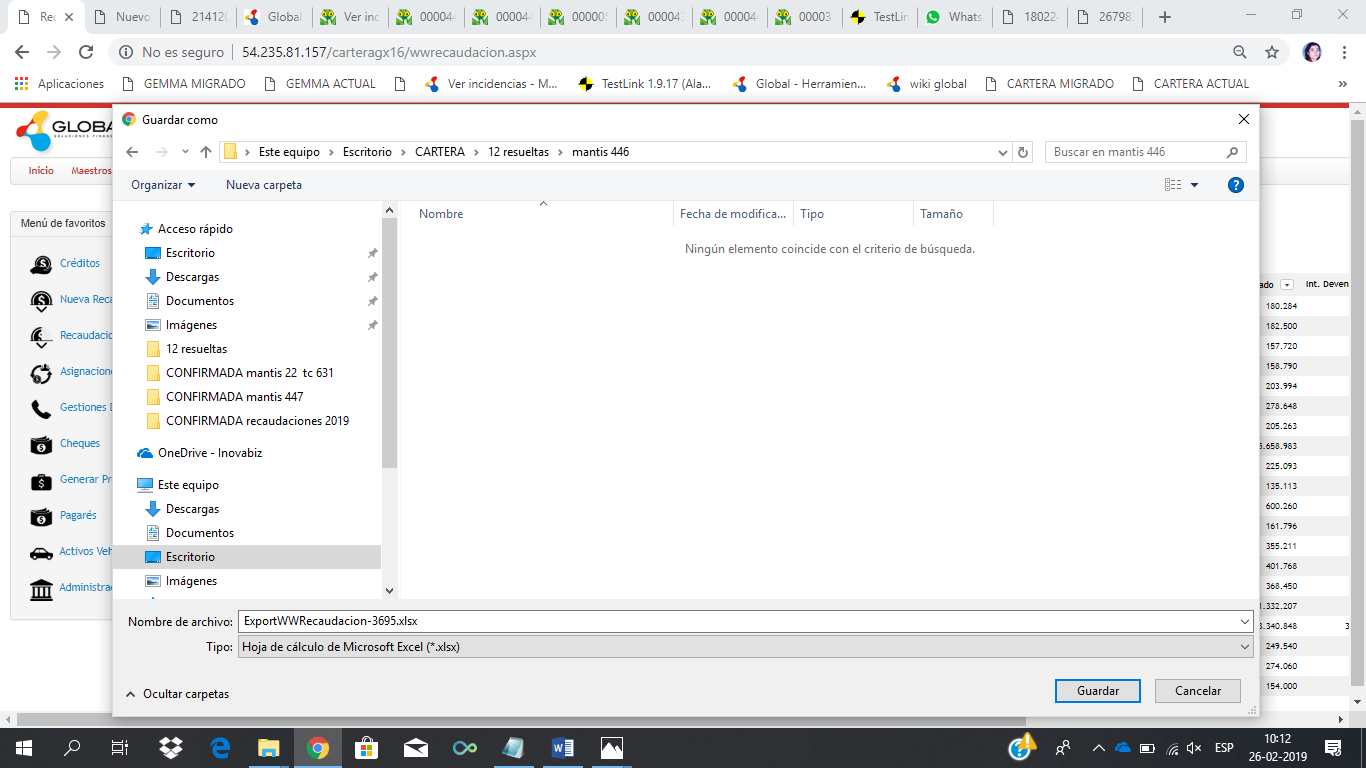 Rec
Nuevo
21412
Global
Ver inc
00004
00004
00000
00004
00004
00003
TestLin
Whats
18022
26798
No es seguro | 54.235.81.157/carteragx16/wwrecaudacion.aspx
Aplicaciones
GEMMA MIGRADO
GEMMA ACTUAL
Ver incidencias - M...
TestLink 1.9.17 (Ala...
Global - Herramien...
wiki global
CARTERA MIGRADO
CARTERA ACTUAL
»
GLOBA
SOLUCIONES FINAN
Inicio
Maestros
Menú de favoritos
Créditos
Nueva Reca
Recaudacio
Asignacione
Gestiones D
Cheques
Generar Pr
Pagarés
Activos Veh
Administra
Guardar como
Este equipo
Escritorio
CARTERA
12 resueltas
mantis 446
Buscar en mantis 446
Organizar
Nueva carpeta
Acceso rápido
Escritorio
Descargas
Documentos
Imágenes
12 resueltas
CONFIRMADA mantis 22 tc 631
CONFIRMADA mantis 447
CONFIRMADA recaudaciones 2019
OneDrive - Inovabiz
Este equipo
Descargas
Documentos
Escritorio
Imágenes
Nombre
Fecha de modifica...
Tipo
Tamaño
Ningún elemento coincide con el criterio de búsqueda.
Nombre de archivo: ExportWWRecaudacion-3695.xlsx
Tipo: Hoja de cálculo de Microsoft Excel (*.xlsx)
Ocultar carpetas
Guardar
Cancelar
ado
Int. Deven
180.284
182.500
157.720
158.790
203.994
278.648
205.263
.658.983
225.093
135.113
600.260
161.796
355.211
401.768
368.450
.332.207
.340.848
3
249.540
274.060
154.000
ESP
10:12
26-02-2019